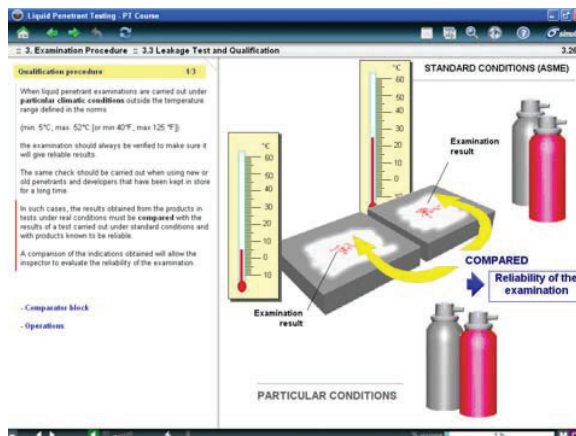 Liquid Penetrant Testing - PT Course
:: 3. Examination Procedure :: 3.3 Leakage Test and Qualification
3.26
Qualification procedure 1/3
When liquid penetrant examinations are carried out under
particular climatic conditions outside the temperature
range defined in the norms
(min. 5°C, max. 52°C [or min 40°F, max 125 °F])
the examination should always be verified to make sure it
will give reliable results.
The same check should be carried out when using new or
old penetrants and developers that have been kept in store
for a long time.
In such cases, the results obtained from the products in
tests under real conditions must be compared with the
results of a test carried out under standard conditions and
with products known to be reliable.
A comparison of the indications obtained will allow the
inspector to evaluate the reliability of the examination.
- Comparator block
- Operations
STANDARD CONDITIONS (ASME)
°C
60
50
40
30
20
10
0
10
Examination
result
°C
60
50
40
30
20
10
0
10
Examination
result
COMPARED
Reliability of the
examination
PARTICULAR CONDITIONS